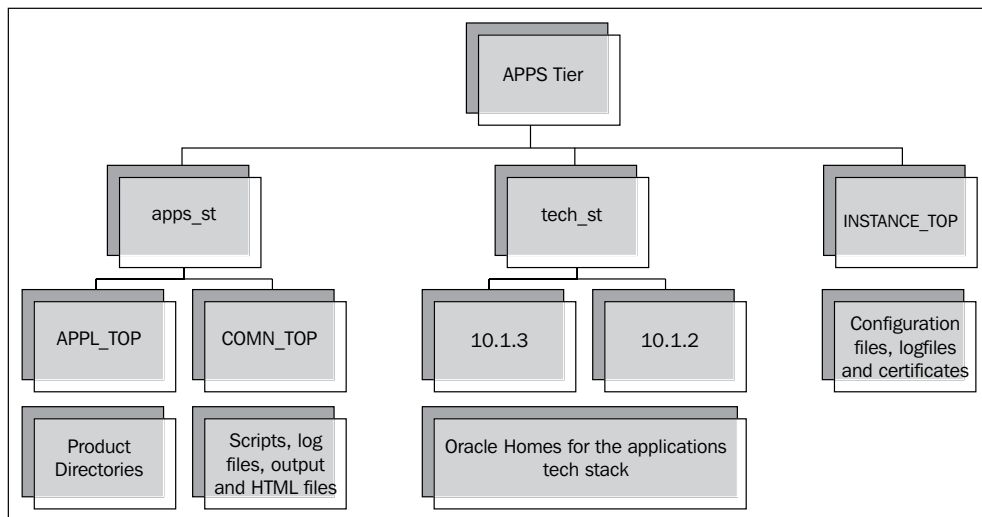 APPS Tier
apps_st
tech_st
INSTANCE_TOP
APPL_TOP
COMN_TOP
10.1.3
10.1.2
Configuration
files, logfiles
and certificates
Product
Directories
Scripts, log
files, output
and HTML files
Oracle Homes for the applications
tech stack